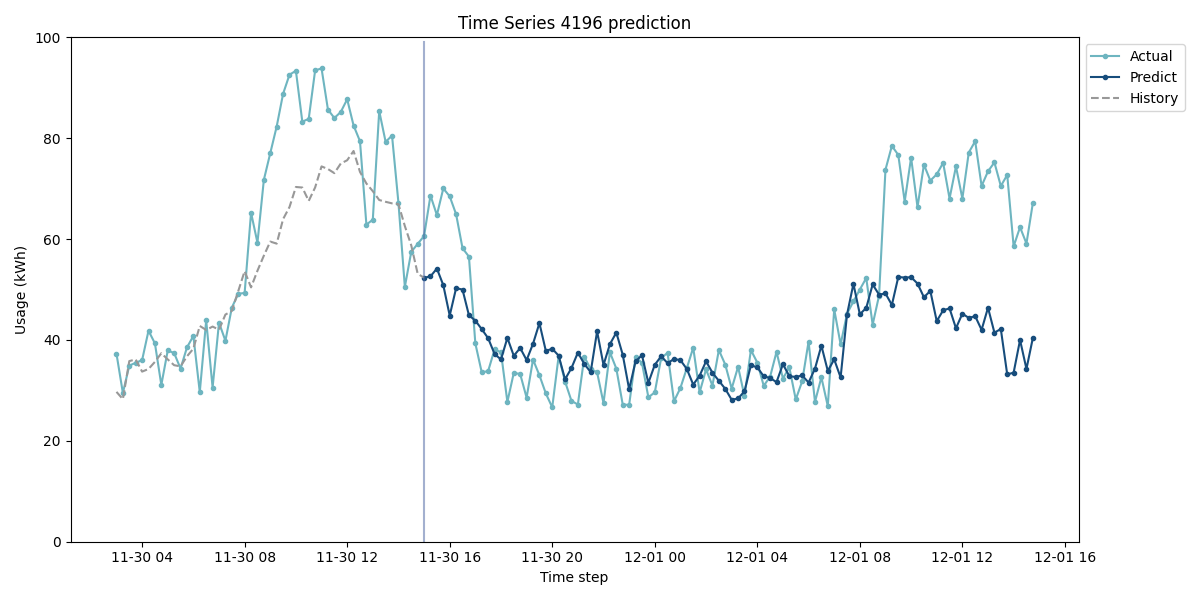 Time Series 4196 prediction
100
80
60
40
20
0
Usage (kWh)
11-30 04
11-30 08
11-30 12
11-30 16
11-30 20
12-01 00
12-01 04
12-01 08
12-01 12
12-01 16
Time step
Actual
Predict
History